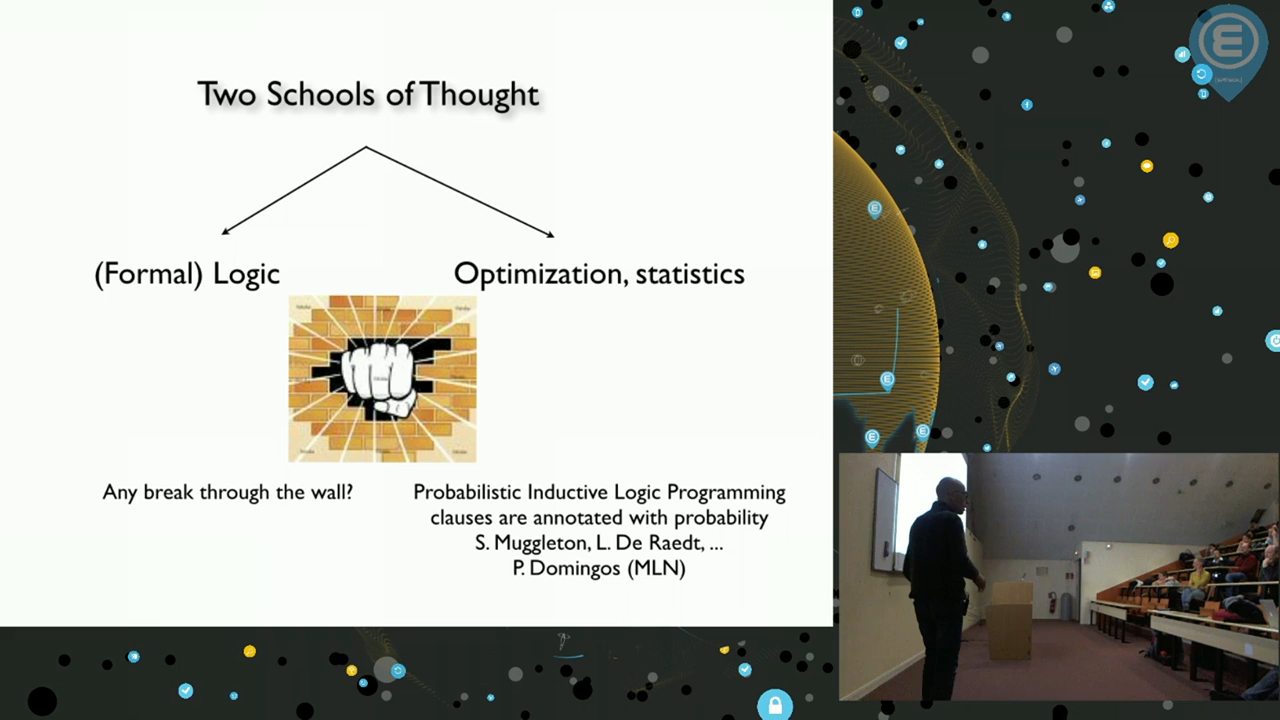 Two Schools of Thought
(Formal) Logic
Optimization, statistics
Any break through the wall?
Probabilistic Inductive Logic Programming
clauses are annotated with probability
S. Muggleton, L. De Raedt, ...
P. Domingos (MLN)